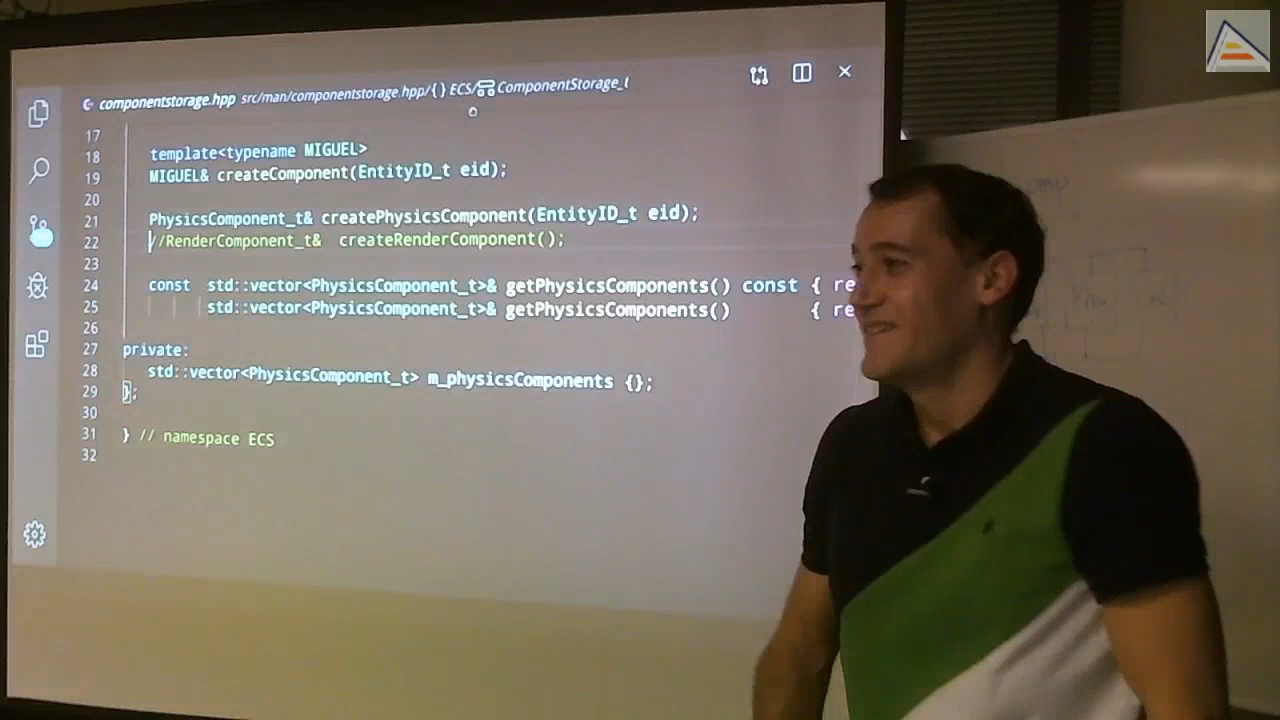 componentstorage.hpp src/man/componentstorage.hpp/{} ECS/ComponentStorage_t
17
18 template<typename MIGUEL>
19 MIGUEL& createComponent(EntityID_t eid);
20
21 PhysicsComponent_t& createPhysicsComponent(EntityID_t eid);
22 //RenderComponent_t& createRenderComponent();
23
24 const std::vector<PhysicsComponent_t>& getPhysicsComponents() const { re
25 std::vector<PhysicsComponent_t>& getPhysicsComponents() { re
26
27 private:
28 std::vector<PhysicsComponent_t> m_physicsComponents {};
29 };
30
31 } // namespace ECS
32